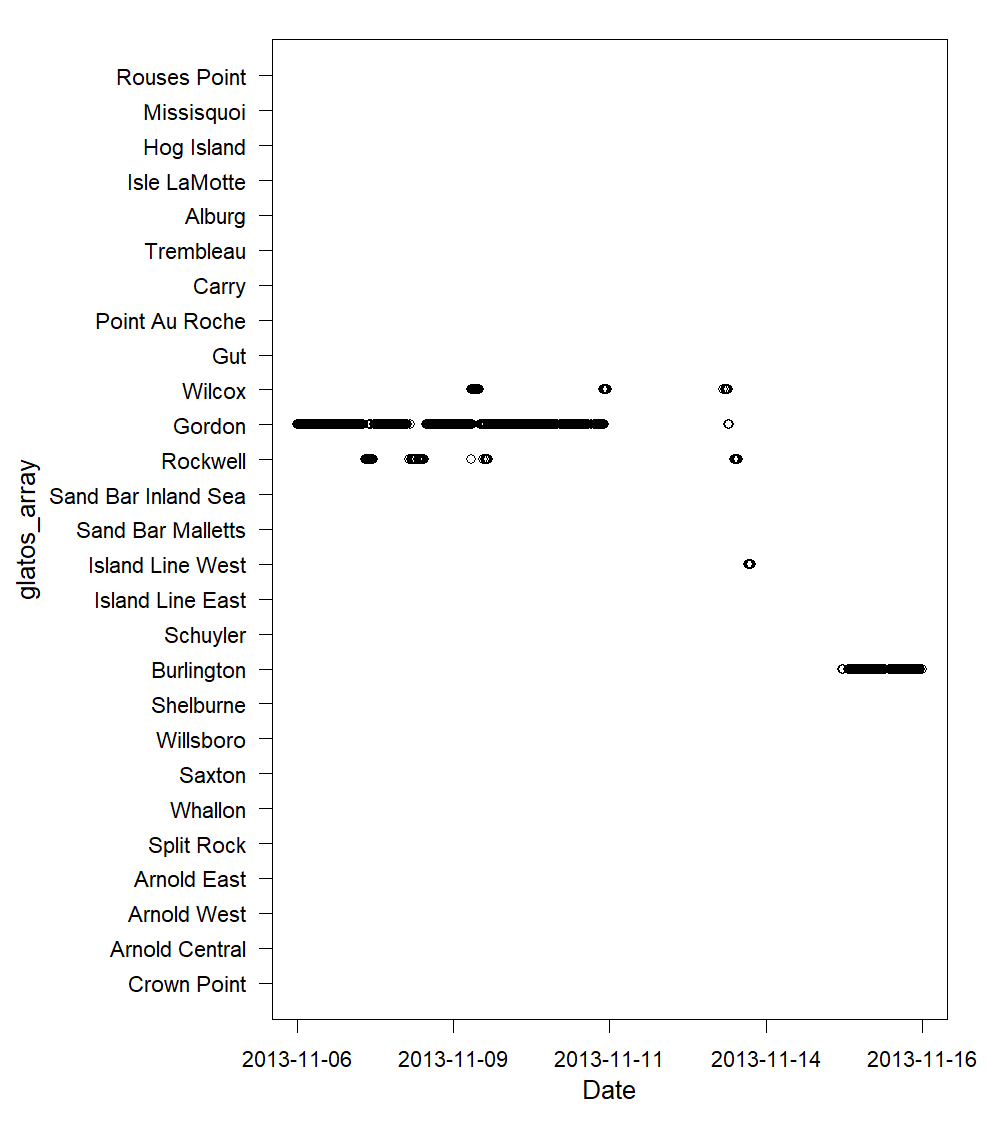 Rouses Point
Missisquoi
Hog Island
Isle LaMotte
Alburg
Trembleau
Carry
Point Au Roche
Gut
Wilcox
Gordon
Rockwell
Sand Bar Inland Sea
Sand Bar Malletts
Island Line West
Island Line East
Schuyler
Burlington
Shelburne
Willsboro
Saxton
Whallon
Split Rock
Arnold East
Arnold West
Arnold Central
Crown Point
glatos_array
2013-11-06 2013-11-09 2013-11-11 2013-11-14 2013-11-16
Date